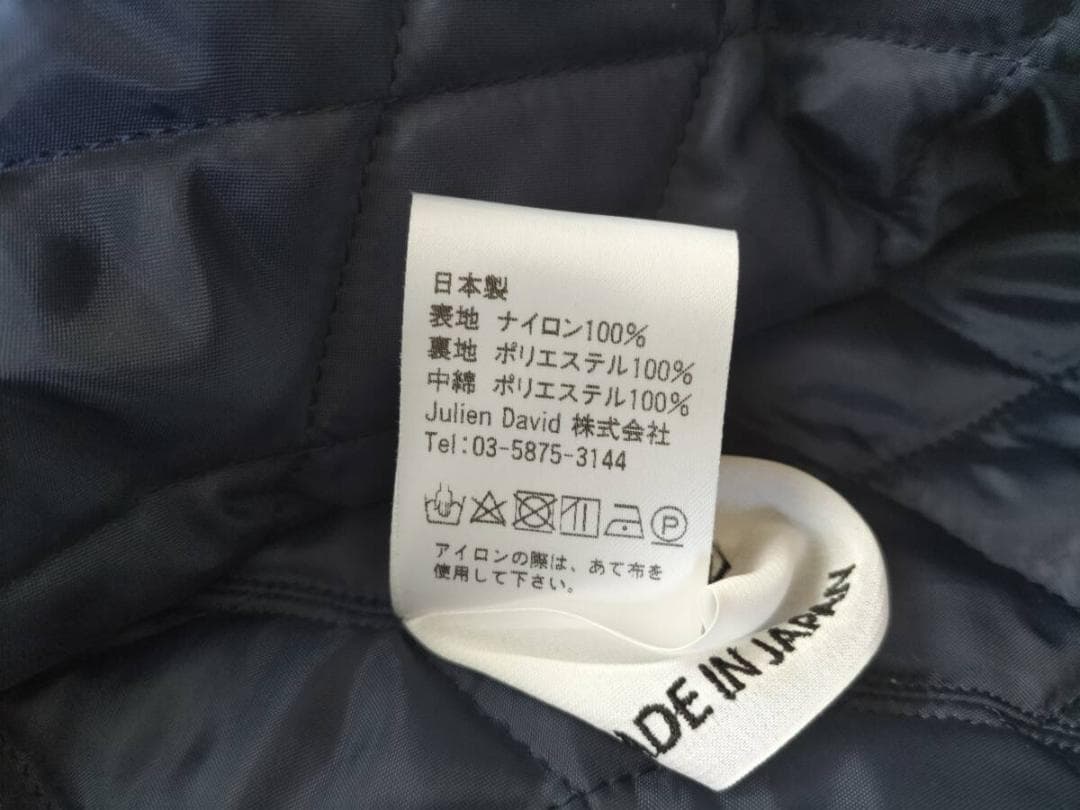 日本製
表地 ナイロン100%
裏地 ポリエステル100%
中綿 ポリエステル100%
Julien David 株式会社
Tel:03-5875-3144
P
アイロンの際は、あて布を
使用して下さい。
ADE IN JAPAN